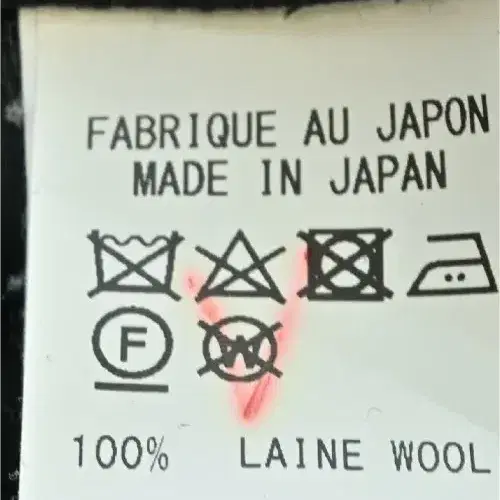 FABRIQUE AU JAPON
MADE IN JAPAN
F W
100% LAINE WOOL